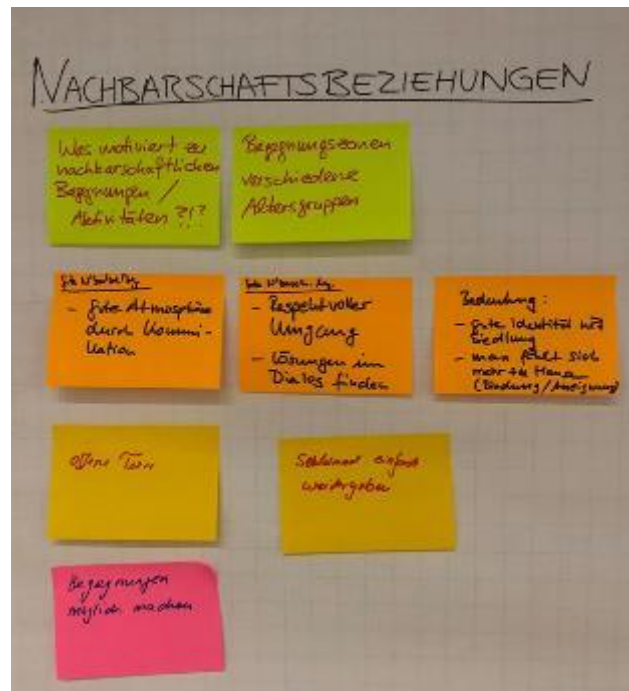 NACHBARSCHAFTSBEZIEHUNGEN
Was motiviert zu
nachbarschaftlichen
Begegnungen /
Aktivitäten ?!?
Begegnungszonen
verschiedene
Altersgruppen
- gute Atmosphäre
durch Kommuni-
kation
- Respektvoller
Umgang
- Lösungen im
Dialog finden
Bedeutung:
- gute Identität mit
Siedlung
- man fühlt sich
mehr zu Hause
(Bindung/Aneignung)
offene Türen
einfach
weitergeben
Begegnungen
möglich machen